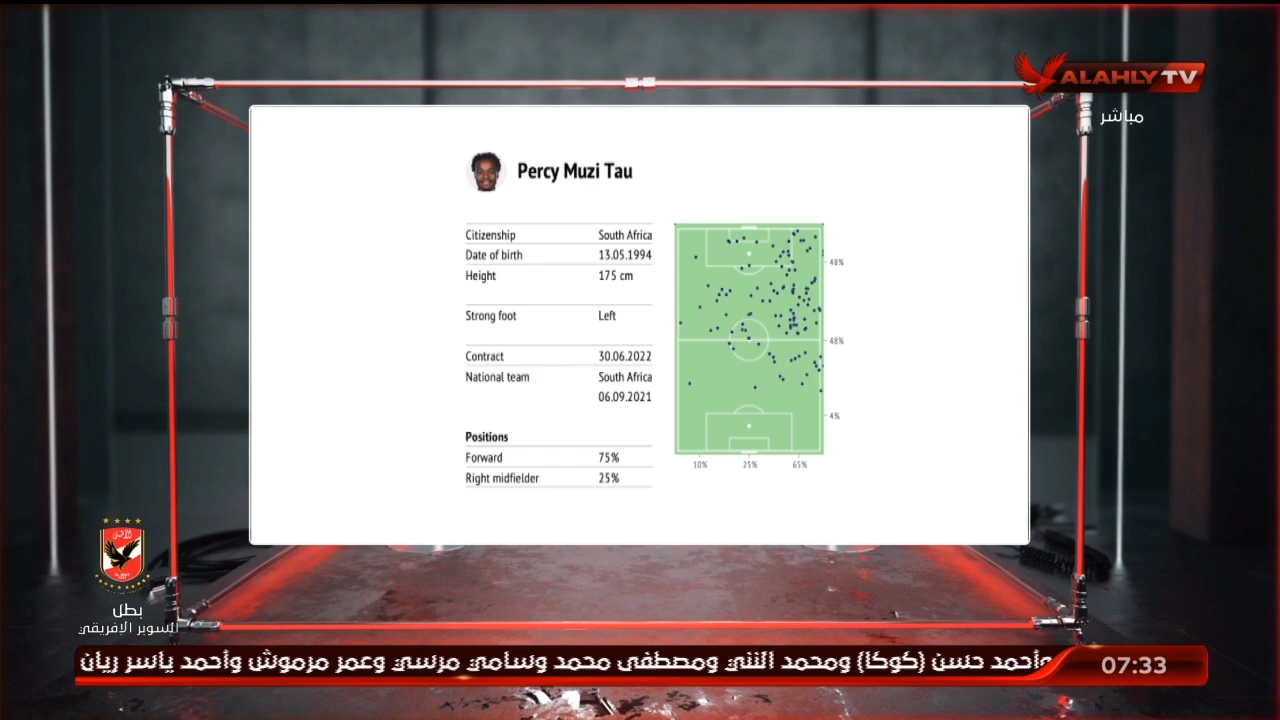 ALAHLY TV
مباشر
Percy Muzi Tau
Citizenship South Africa
Date of birth 13.05.1994
Height 175 cm
Strong foot Left
Contract 30.06.2022
National team South Africa
06.09.2021
Positions
Forward 75%
Right midfielder 25%
48%
48%
4%
10% 25% 65%
بطل
السوبر الإفريقي
وأحمد حسن (كوكا) ومحمد النني ومصطفى محمد وسامي مرسي وعمر مرموش وأحمد ياسر ريان
07:33